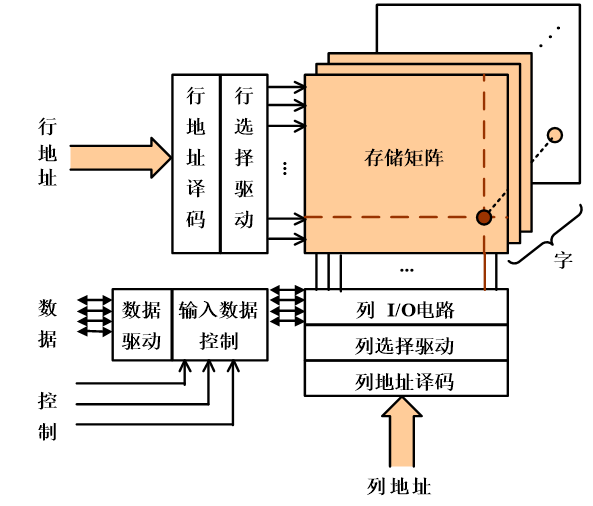 行地址
行地址译码
行选择驱动
存储矩阵
字
数据
数据驱动
输入数据控制
列 I/O电路
列选择驱动
列地址译码
控制
列地址